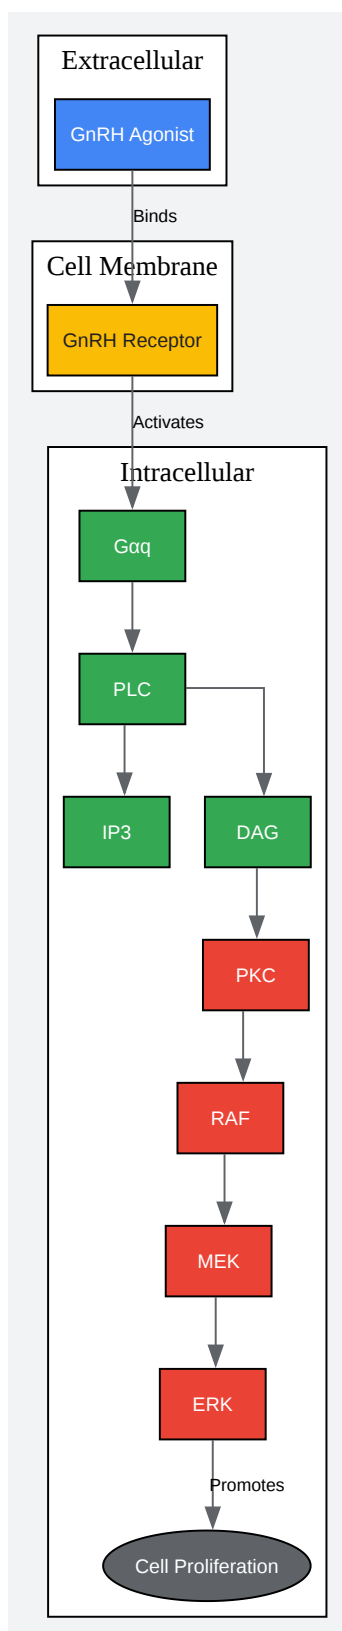 Extracellular
GnRH Agonist
Binds
Cell Membrane
GnRH Receptor
Activates
Intracellular
Gαq
PLC
IP3
DAG
PKC
RAF
MEK
ERK
Promotes
Cell Proliferation